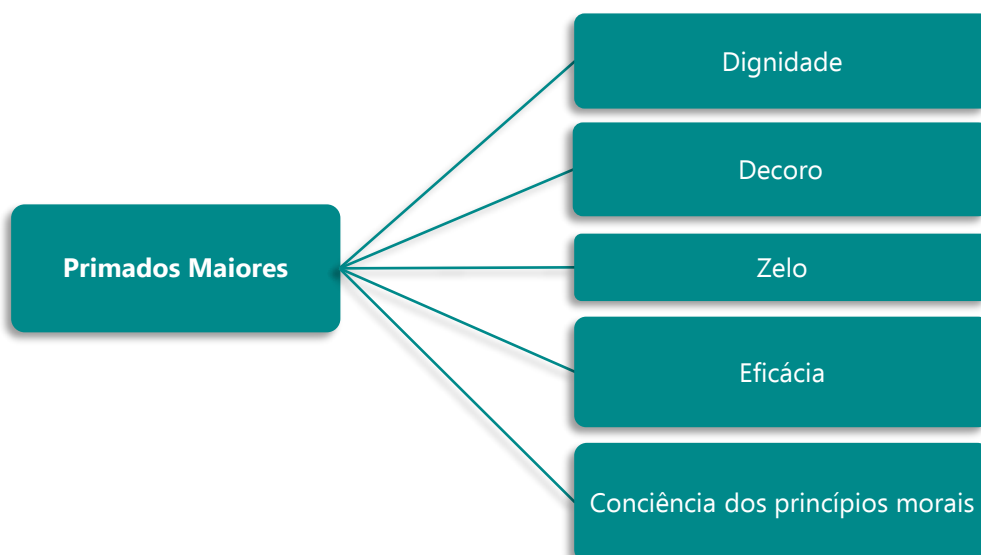 Dignidade
Decoro
Primados Maiores
Zelo
Eficácia
Conciência dos princípios morais